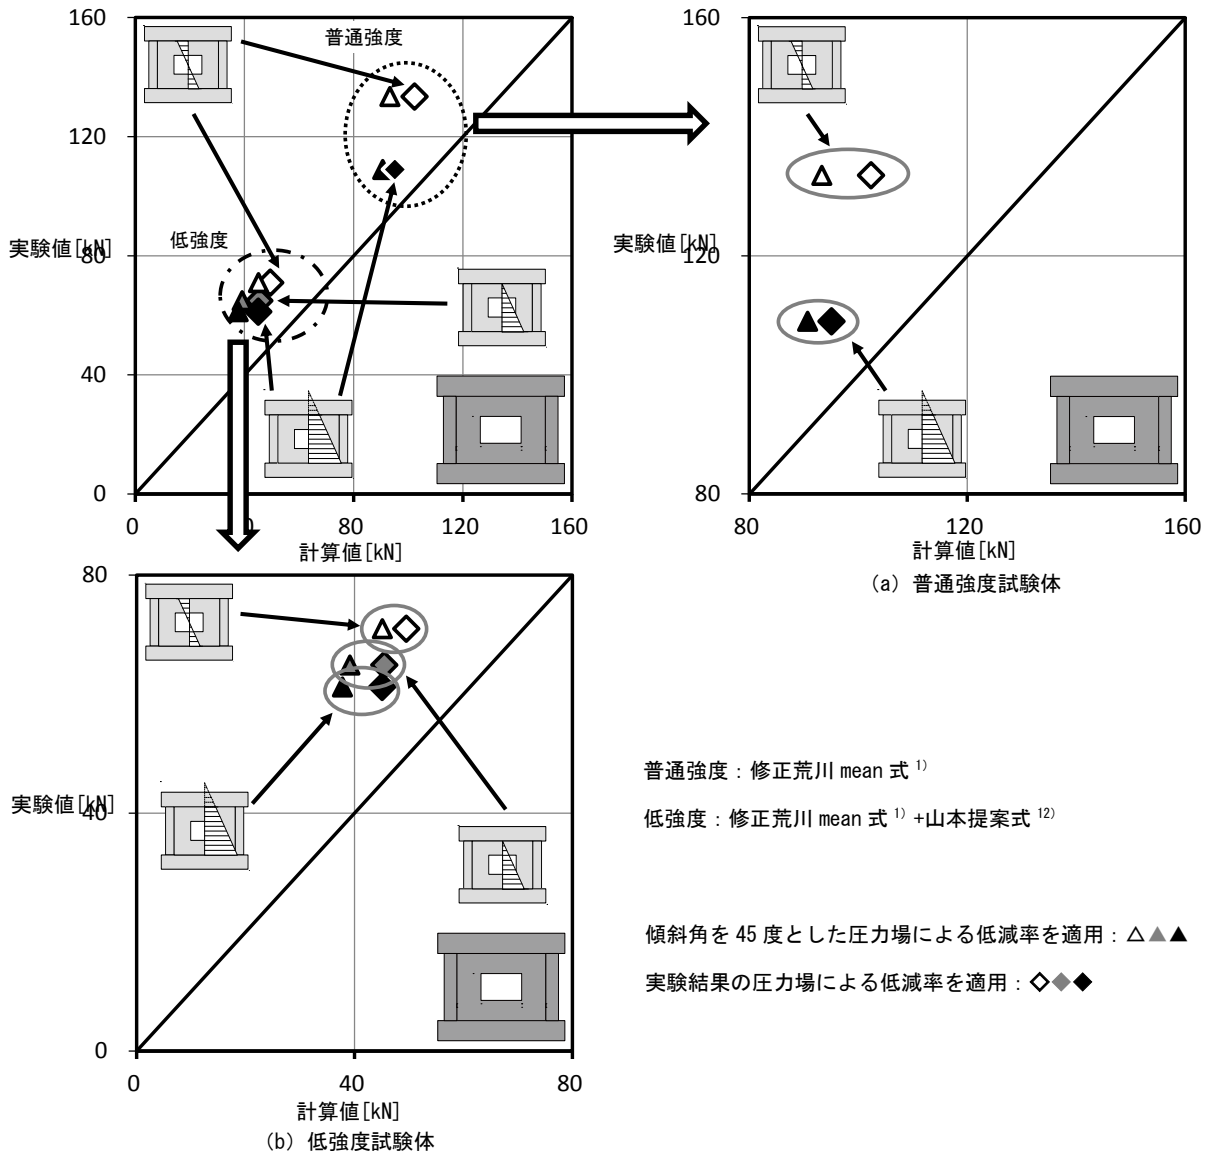 160
普通強度
120
低強度
実験値[kN]
80
40
0
0
40
80
120
160
計算値[kN]
160
実験値[kN]
120
80
80
120
160
計算値[kN]
(a) 普通強度試験体
80
実験値[kN]
40
0
0
40
80
計算値[kN]
(b) 低強度試験体
普通強度：修正荒川 mean 式 1)
低強度：修正荒川 mean 式 1) +山本提案式 12)
傾斜角を 45 度とした圧力場による低減率を適用：△▲▲
実験結果の圧力場による低減率を適用：◇◆◆